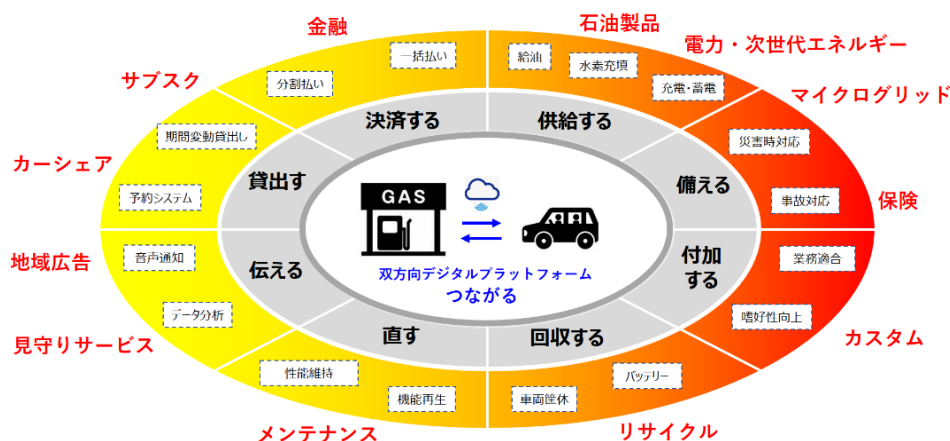 金融
石油製品
電力・次世代エネルギー
サブスク
マイクログリッド
カーシェア
保険
地域広告
見守りサービス
カスタム
メンテナンス
リサイクル
一括払い
分割払い
給油
水素充填
充電・蓄電
期間変動貸出し
予約システム
災害時対応
事故対応
音声通知
データ分析
業務適合
嗜好性向上
性能維持
機能再生
車両筐休
バッテリー
決済する
供給する
貸出す
備える
伝える
付加
する
直す
回収する
GAS
双方向デジタルプラットフォーム
つながる